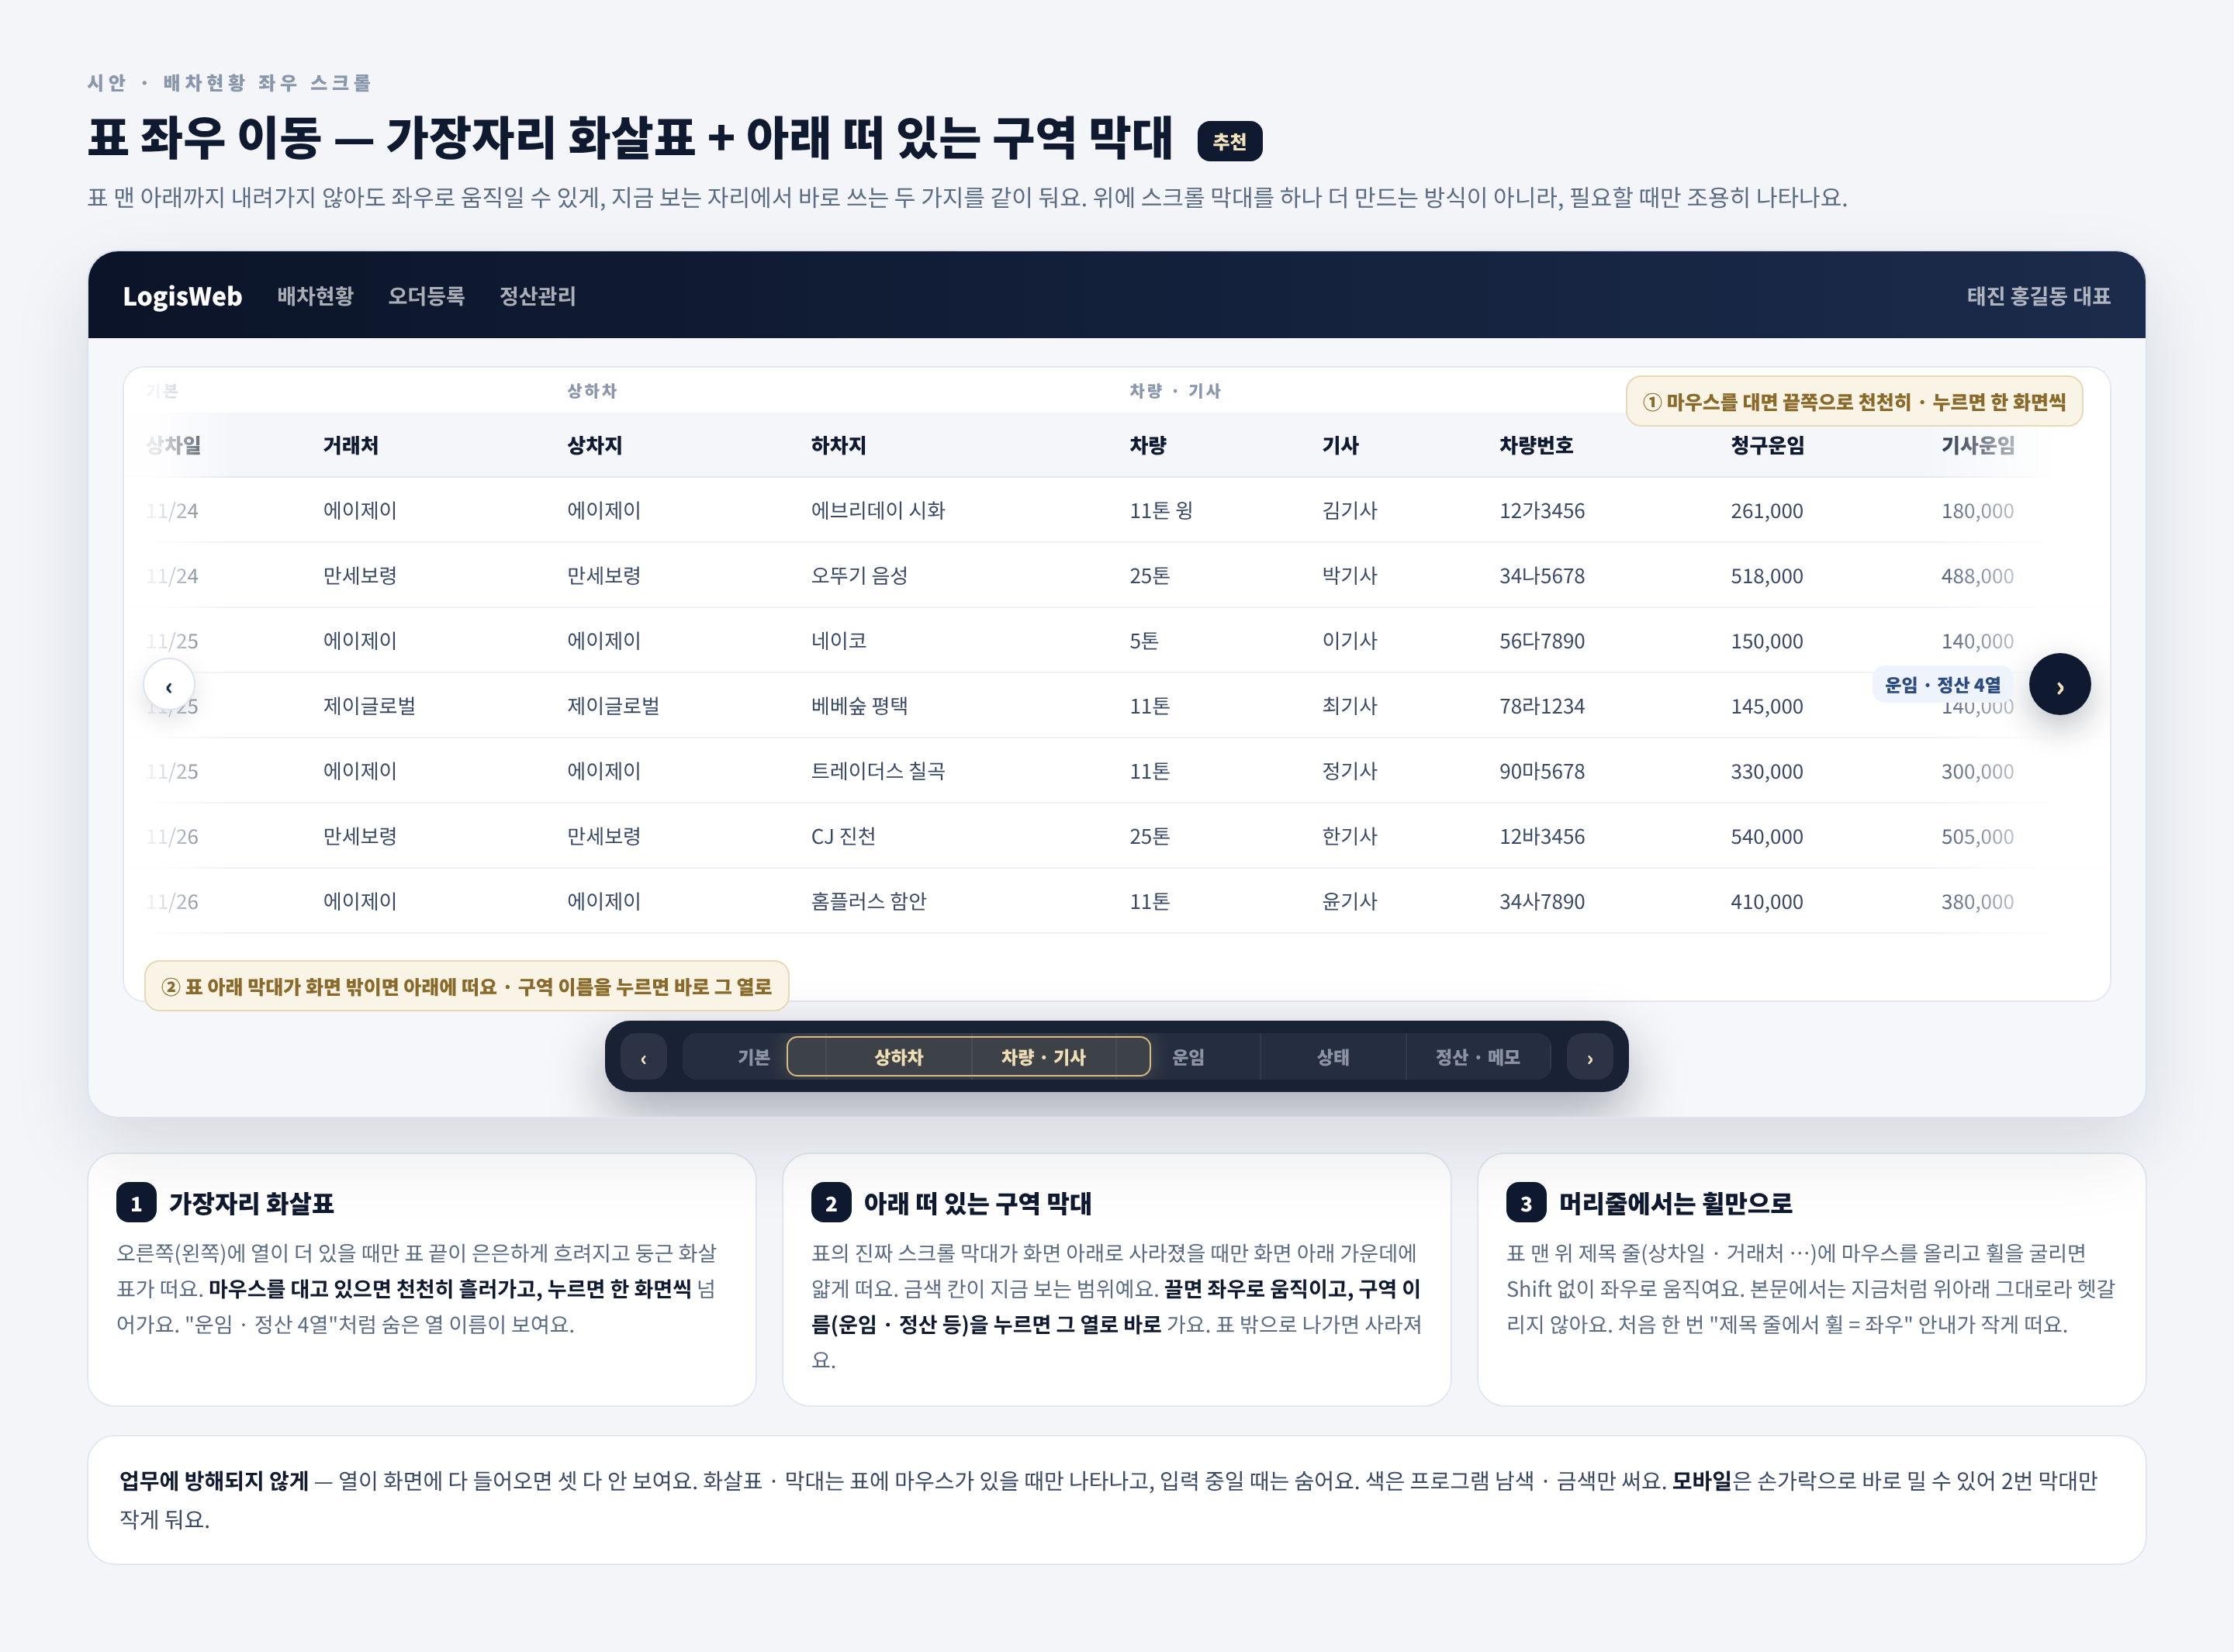 시안 · 배차현황 좌우 스크롤
표 좌우 이동 — 가장자리 화살표 + 아래 떠 있는 구역 막대 추천
표 맨 아래까지 내려가지 않아도 좌우로 움직일 수 있게, 지금 보는 자리에서 바로 쓰는 두 가지를 같이 둬요. 위에 스크롤 막대를 하나 더 만드는 방식이 아니라, 필요할 때만 조용히 나타나요.
LogisWeb 배차현황 오더등록 정산관리 태진 홍길동 대표
기본 상하차 차량 · 기사
① 마우스를 대면 끝쪽으로 천천히 · 누르면 한 화면씩
상차일 거래처 상차지 하차지 차량 기사 차량번호 청구운임 기사운임
11/24 에이제이 에이제이 에브리데이 시화 11톤 윙 김기사 12가3456 261,000 180,000
11/24 만세보령 만세보령 오뚜기 음성 25톤 박기사 34나5678 518,000 488,000
11/25 에이제이 에이제이 네이코 5톤 이기사 56다7890 150,000 140,000
‹ 운임 · 정산 4열 ›
11/25 제이글로벌 제이글로벌 베베숲 평택 11톤 최기사 78라1234 145,000 140,000
11/25 에이제이 에이제이 트레이더스 칠곡 11톤 정기사 90마5678 330,000 300,000
11/26 만세보령 만세보령 CJ 진천 25톤 한기사 12바3456 540,000 505,000
11/26 에이제이 에이제이 홈플러스 함안 11톤 윤기사 34사7890 410,000 380,000
② 표 아래 막대가 화면 밖이면 아래에 떠요 · 구역 이름을 누르면 바로 그 열로
‹ 기본 상하차 차량 · 기사 운임 상태 정산 · 메모 ›
1 가장자리 화살표
오른쪽(왼쪽)에 열이 더 있을 때만 표 끝이 은은하게 흐려지고 둥근 화살
표가 떠요. 마우스를 대고 있으면 천천히 흘러가고, 누르면 한 화면씩 넘
어가요. "운임 · 정산 4열"처럼 숨은 열 이름이 보여요.
2 아래 떠 있는 구역 막대
표의 진짜 스크롤 막대가 화면 아래로 사라졌을 때만 화면 아래 가운데에
얇게 떠요. 금색 칸이 지금 보는 범위예요. 끌면 좌우로 움직이고, 구역 이
름(운임 · 정산 등)을 누르면 그 열로 바로 가요. 표 밖으로 나가면 사라져
요.
3 머리줄에서는 휠만으로
표 맨 위 제목 줄(상차일 · 거래처 …)에 마우스를 올리고 휠을 굴리면
Shift 없이 좌우로 움직여요. 본문에서는 지금처럼 위아래 그대로라 헷갈
리지 않아요. 처음 한 번 "제목 줄에서 휠 = 좌우" 안내가 작게 떠요.
업무에 방해되지 않게 — 열이 화면에 다 들어오면 셋 다 안 보여요. 화살표 · 막대는 표에 마우스가 있을 때만 나타나고, 입력 중일 때는 숨어요. 색은 프로그램 남색 · 금색만 써요. 모바일은 손가락으로 바로 밀 수 있어 2번 막대만
작게 둬요.